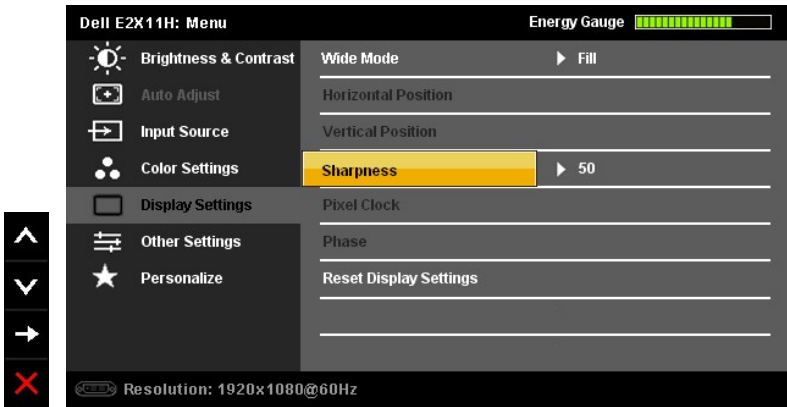 Dell E2X11H: Menu Energy Gauge
Brightness & Contrast Wide Mode Fill
Auto Adjust Horizontal Position
Input Source Vertical Position
Color Settings Sharpness 50
Display Settings Pixel Clock
Other Settings Phase
Personalize Reset Display Settings
Resolution: 1920x1080@60Hz